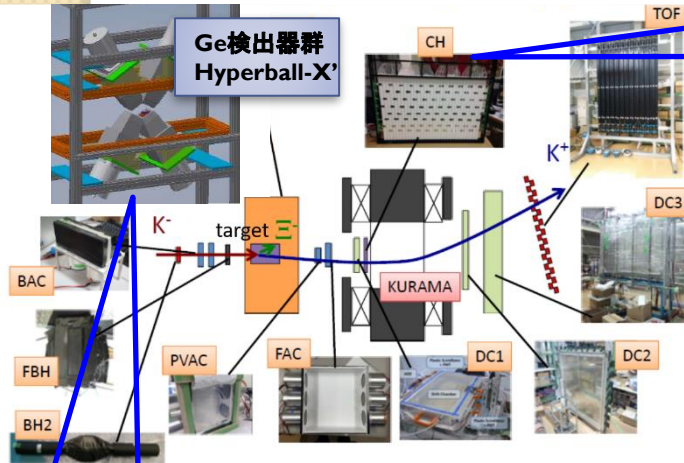 Ge検出器群
Hyperball-X'
CH
TOF
K⁺
K⁻
target
Ξ⁻
DC3
BAC
KURAMA
FBH
PVAC
FAC
DC1
DC2
BH2